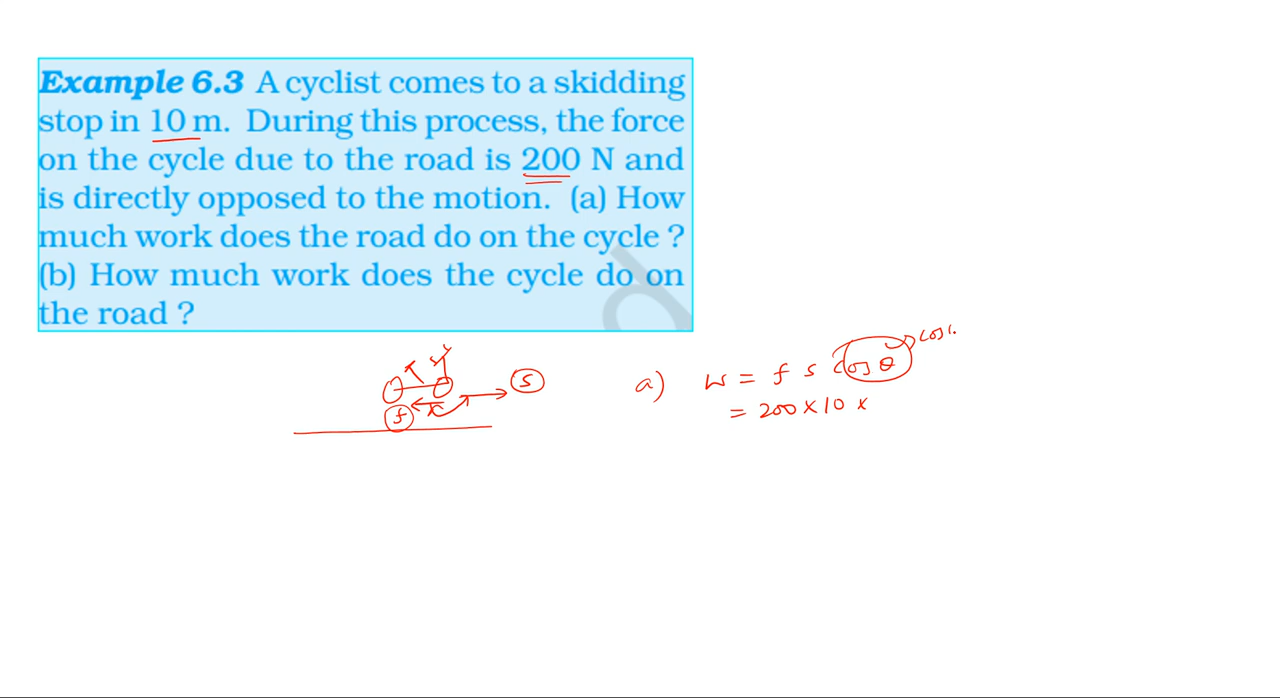 Example 6.3 A cyclist comes to a skidding
stop in 10 m. During this process, the force
on the cycle due to the road is 200 N and
is directly opposed to the motion. (a) How
much work does the road do on the cycle ?
(b) How much work does the cycle do on
the road ?
f
s
a) W = f s cos θ
cos
= 200 × 10 ×